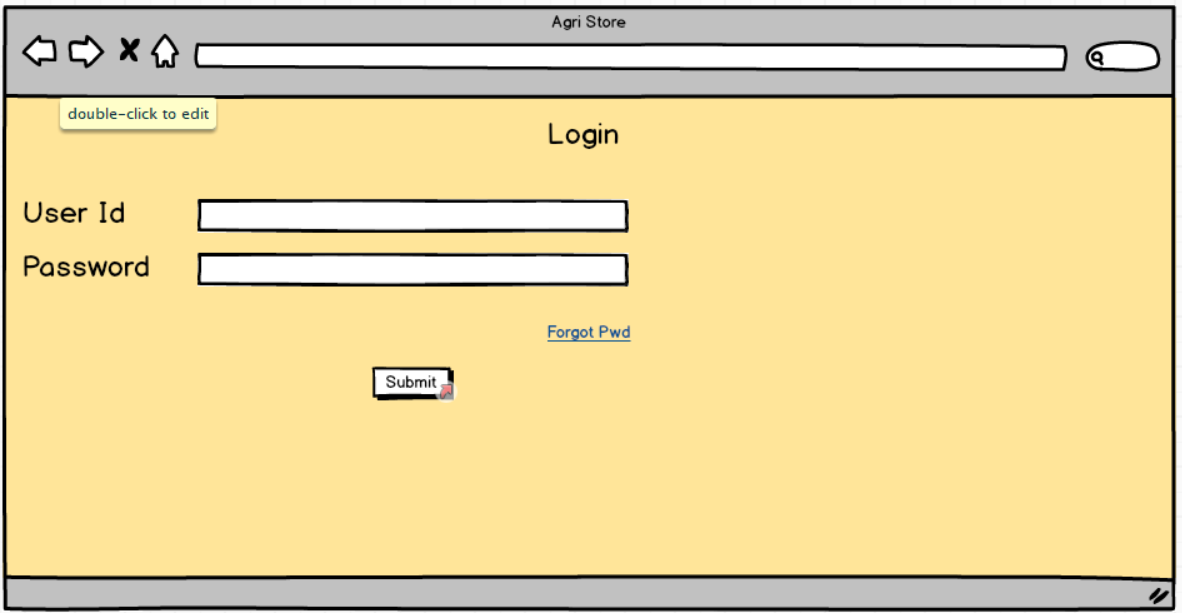 Agri Store
double-click to edit
Login
User Id
Password
Forgot Pwd
Submit